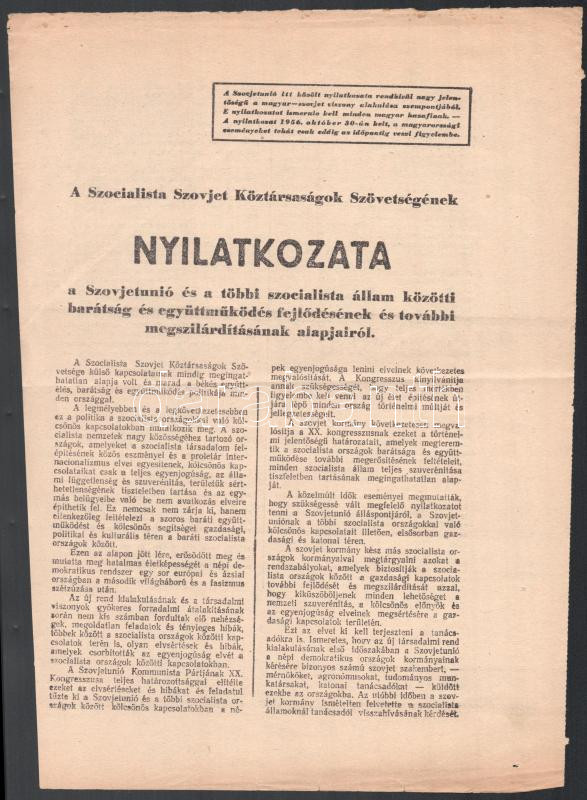 A Szovjetunió itt közölt nyilatkozata rendkívül nagy jelen-
tőségű a magyar—szovjet viszony alakulása szempontjából.
E nyilatkozatot ismernie kell minden magyar hazafinak. —
A nyilatkozat 1956. október 30-án kelt, a magyarországi
eseményeket tehát csak eddig az időpontig veszi figyelembe.
A Szocialista Szovjet Köztársaságok Szövetségének
NYILATKOZATA
a Szovjetunió és a többi szocialista állam közötti
barátság és együttműködés fejlődésének és további
megszilárdításának alapjairól.
A Szocialista Szovjet Köztársaságok Szö-
vetsége külső kapcsolatainak mindig megingat-
hatatlan alapja volt és marad a békés együtt-
élés, barátság és együttműködés politikája min-
den országgal.
A legmélyebben és a legkövetkezetesebben
ez a politika a szocialista országokkal való köl-
csönös kapcsolatokban mutatkozik meg. A szo-
cialista nemzetek nagy közösségéhez tartozó or-
szágok, amelyeket a szocialista társadalom fel-
építésének közös eszményei és a proletár inter-
nacionalizmus elvei egyesítenek, kölcsönös kap-
csolataikat csak a teljes egyenjogúság, az álla-
mi függetlenség és szuverénitás, területük sért-
hetetlenségének tiszteletben tartása és az egy-
más belügyeibe való be nem avatkozás elveire
építhetik fel. Ez nemcsak nem zárja ki, hanem
ellenkezőleg feltételezi a szoros baráti együtt-
működést és kölcsönös segítséget gazdasági,
politikai és kulturális téren a baráti szocialista
országok között.
Ezen az alapon jött létre, erősödött meg és
mutatta meg hatalmas életképességét a népi de-
mokratikus rendszer egy sor európai és ázsiai
országban a második világháború és a fasizmus
szétzúzása után.
Az új rend kialakulásának és a társadalmi
viszonyok gyökeres forradalmi átalakításának
során nem kis számban fordultak elő nehézsé-
gek, megoldatlan feladatok és tényleges hibák,
többek között a szocialista országok közötti kap-
csolatok terén is, olyan elvsértések és hibák,
amelyek csorbították az egyenjogúság elvét a
szocialista országok közötti kapcsolatokban.
A Szovjetunió Kommunista Pártjának XX.
Kongresszusa teljes határozottsággal elítélte
ezeket az elvsértéseket és hibákat és feladatul
tűzte ki a Szovjetunió és a többi szocialista or-
szágok között kölcsönös kapcsolatokban a né-
pek egyenjogúsága lenini elveinek következetes
megvalósítását. A Kongresszus kinyilvánítja
annak szükségességét, hogy teljes mértékben
figyelembe kell venni az új élet építésének út-
jára lépő minden ország történelmi múltját és
jellegzetességeit.
A szovjet kormány következetesen megva-
lósítja a XX. kongresszusnak ezeket a történel-
mi jelentőségű határozatait, amelyek megterem-
tik a szocialista országok barátsága és együtt-
működése további megerősítésének feltételeit,
minden szocialista állam teljes szuverénitása
tiszteletben tartásának megingathatatlan alap-
ján.
A közelmúlt idők eseményei megmutatták,
hogy szükségessé vált megfelelő nyilatkozatot
tenni a Szovjetunió álláspontjáról, a Szovjet-
uniónak a többi szocialista országokkal való
kölcsönös kapcsolatait illetően, elsősorban gaz-
dasági és katonai téren.
A szovjet kormány kész más szocialista or-
szágok kormányaival megtárgyalni azokat a
rendszabályokat, amelyek biztosítják a szocia-
lista országok között a gazdasági kapcsolatok
további fejlődését és megszilárdítását azzal,
hogy kiküszöböljenek minden lehetőséget a
nemzeti szuverénitás, a kölcsönös előnyök és
az egyenjogúság elveinek megsértésére a gaz-
dasági kapcsolatok területén.
Ezt az elvet ki kell terjeszteni a tanács-
adókra is. Ismeretes, hogy az új társadalmi rend
kialakulásának első időszakában a Szovjetunió
a népi demokratikus országok kormányainak
kérésére bizonyos számú szovjet szakembert, —
mérnököket, agronómusokat, tudományos mun-
katársakat, katonai tanácsadókat — küldött
ezekbe az országokba. Az utóbbi időben a szov-
jet kormány ismételten felvetette a szocialista
államoknál tanácsadói visszahívásának kérdését.